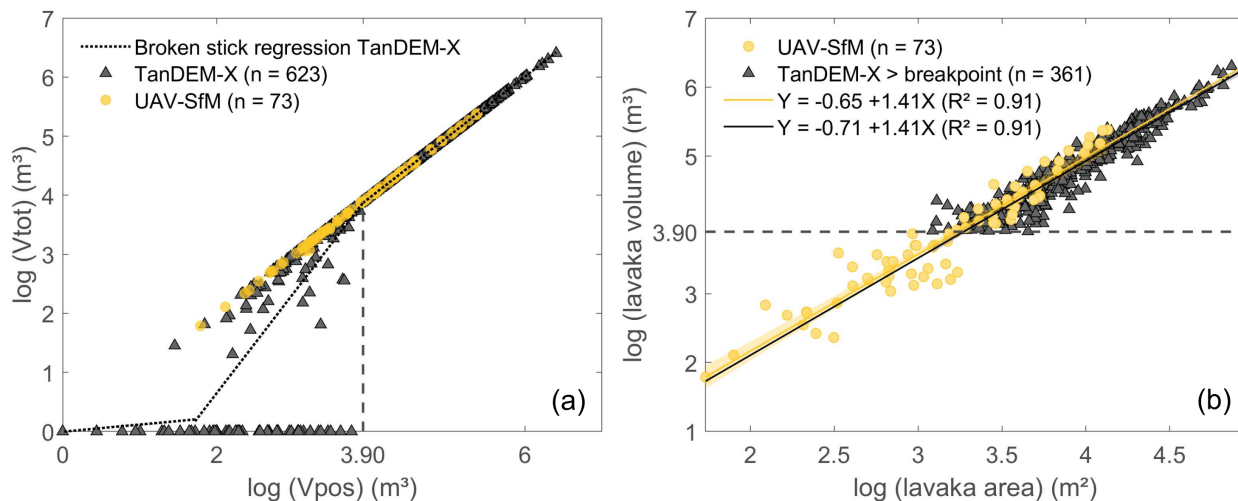 7
6
5
4
3
2
1
0
log (Vtot) (m³)
Broken stick regression TanDEM-X
TanDEM-X (n = 623)
UAV-SfM (n = 73)
(a)
0
2
3.90
6
log (Vpos) (m³)
7
6
5
3.90
3
2
1
log (lavaka volume) (m³)
UAV-SfM (n = 73)
TanDEM-X > breakpoint (n = 361)
Y = -0.65 +1.41X (R² = 0.91)
Y = -0.71 +1.41X (R² = 0.91)
(b)
2
2.5
3
3.5
4
4.5
log (lavaka area) (m²)